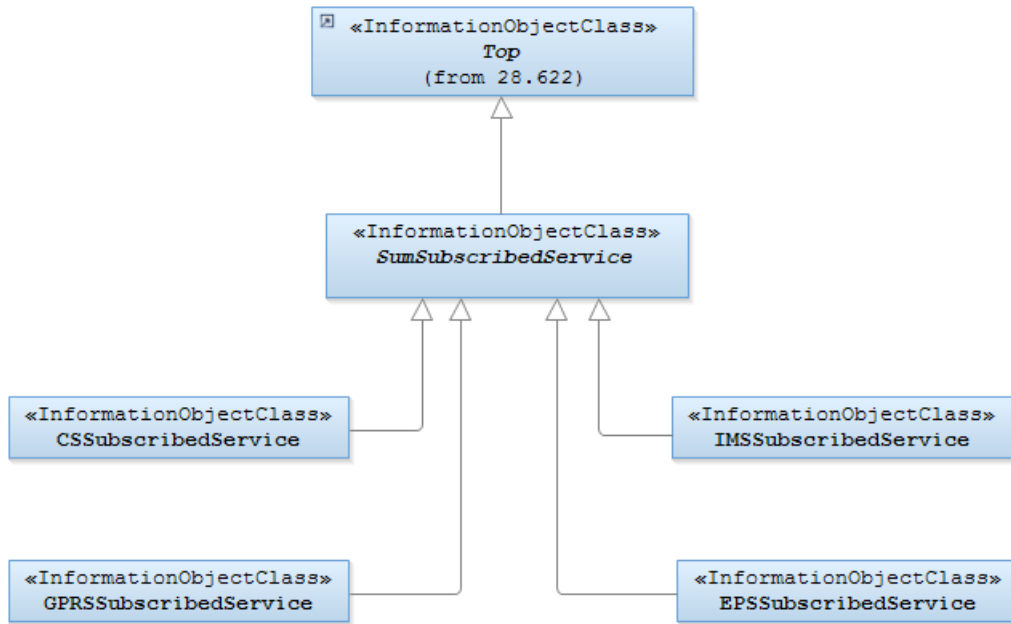 «InformationObjectClass»
Top
(from 28.622)
«InformationObjectClass»
SumSubscribedService
«InformationObjectClass»
CSSubscribedService
«InformationObjectClass»
IMSSubscribedService
«InformationObjectClass»
GPRSSubscribedService
«InformationObjectClass»
EPSSubscribedService